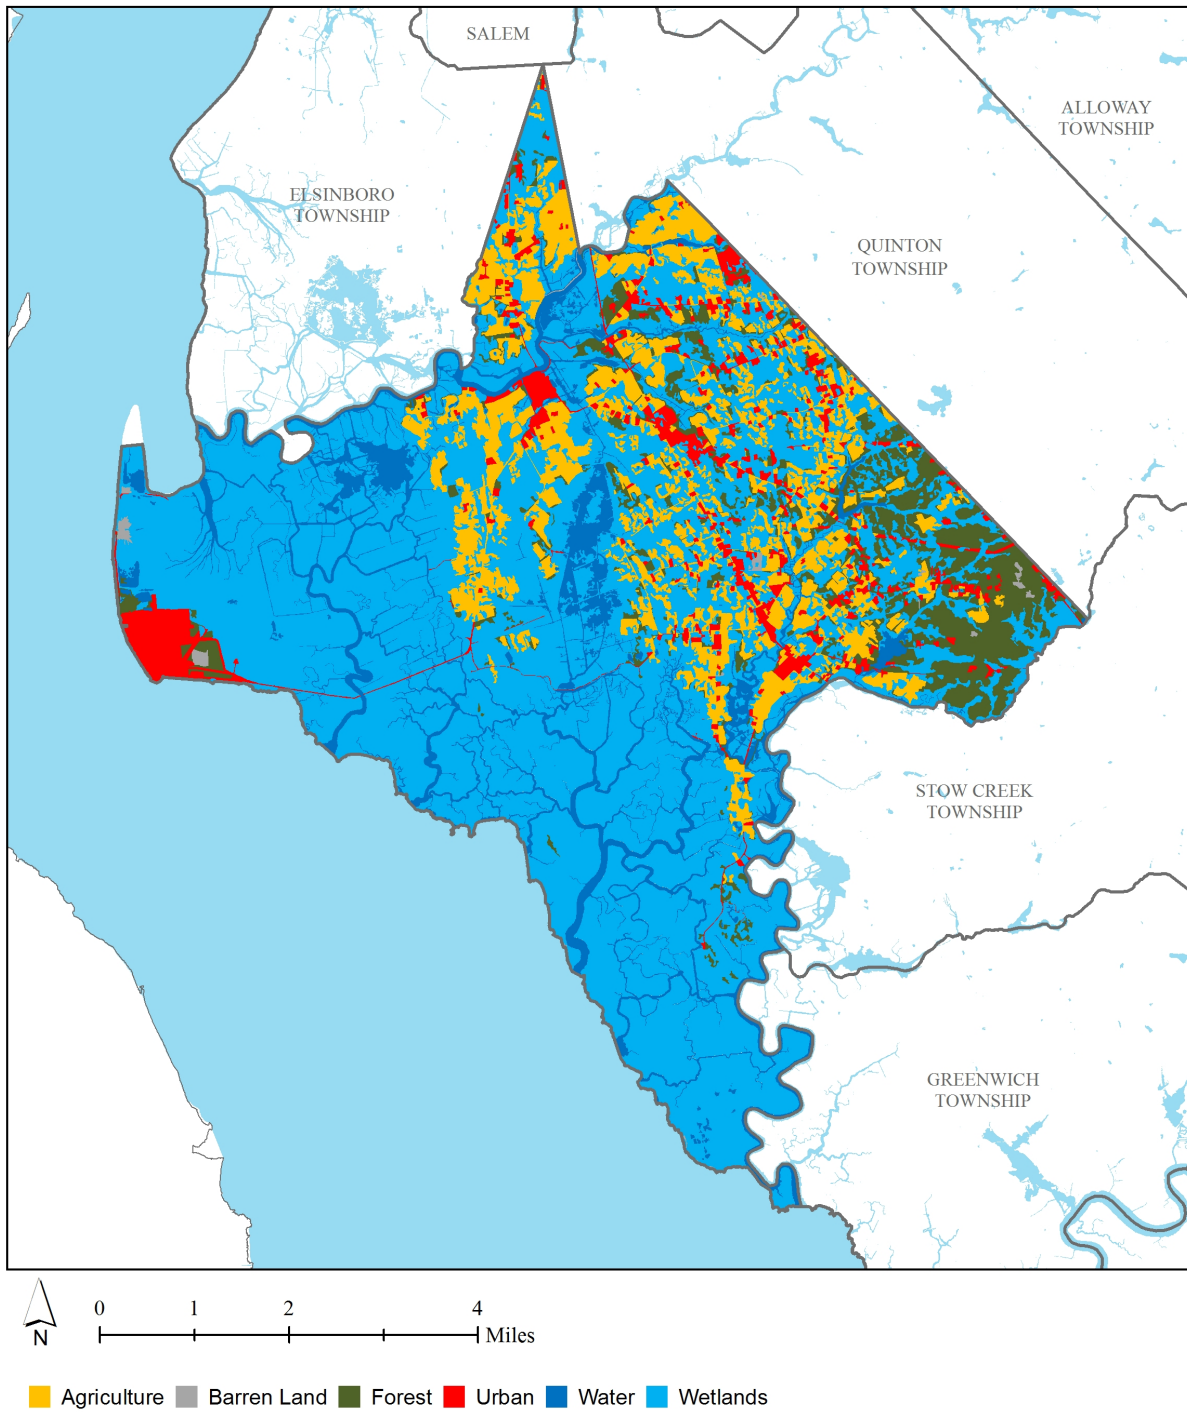 SALEM
ALLOWAY
TOWNSHIP
ELSINBORO
TOWNSHIP
QUINTON
TOWNSHIP
STOW CREEK
TOWNSHIP
GREENWICH
TOWNSHIP
N
0 1 2 4
Miles
Agriculture Barren Land Forest Urban Water Wetlands